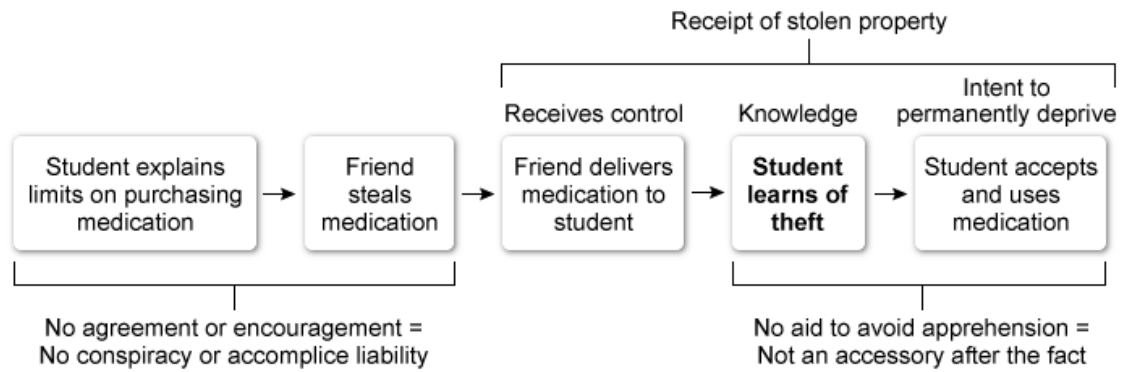 Receipt of stolen property
Receives control
Knowledge
Intent to
permanently deprive
Student explains
limits on purchasing
medication
Friend
steals
medication
Friend delivers
medication to
student
Student
learns of
theft
Student accepts
and uses
medication
No agreement or encouragement =
No conspiracy or accomplice liability
No aid to avoid apprehension =
Not an accessory after the fact